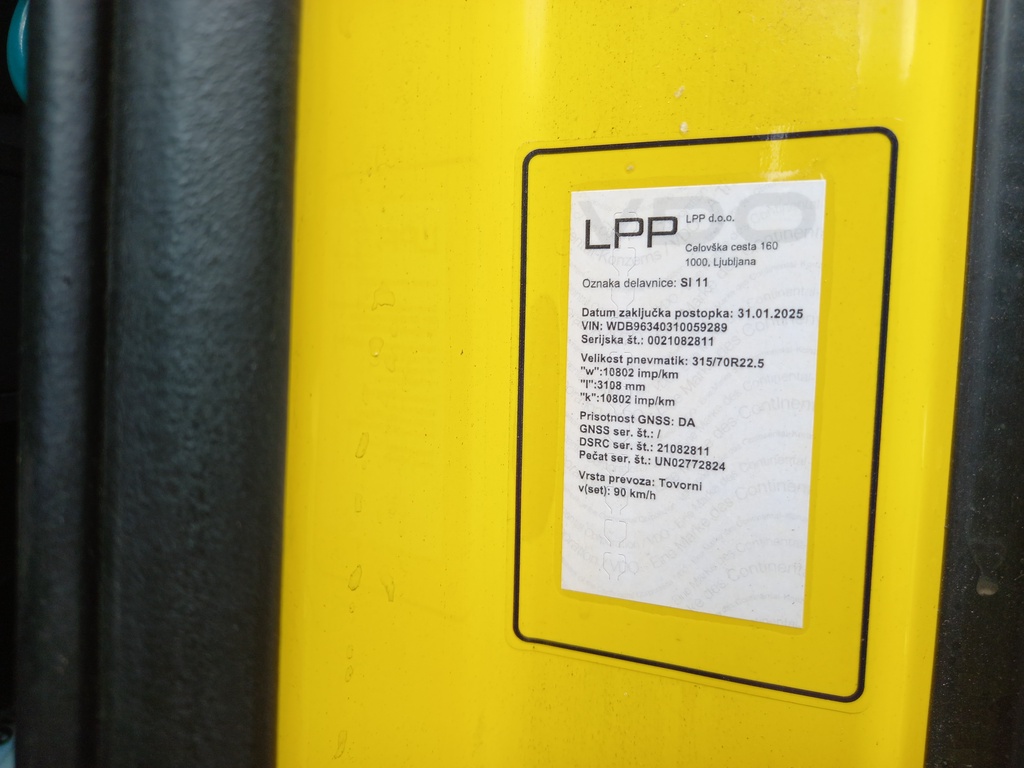 LPP
LPP d.o.o.
Celovška cesta 160
1000, Ljubljana
Oznaka delavnice: SI 11
Datum zaključka postopka: 31.01.2025
VIN: WDB96340310059289
Serijska št.: 0021082811
Velikost pnevmatik: 315/70R22.5
"w":10802 imp/km
"l":3108 mm
"k":10802 imp/km
Prisotnost GNSS: DA
GNSS ser. št.: /
DSRC ser. št.: 21082811
Pečat ser. št.: UN02772824
Vrsta prevoza: Tovorni
v(set): 90 km/h
VDO